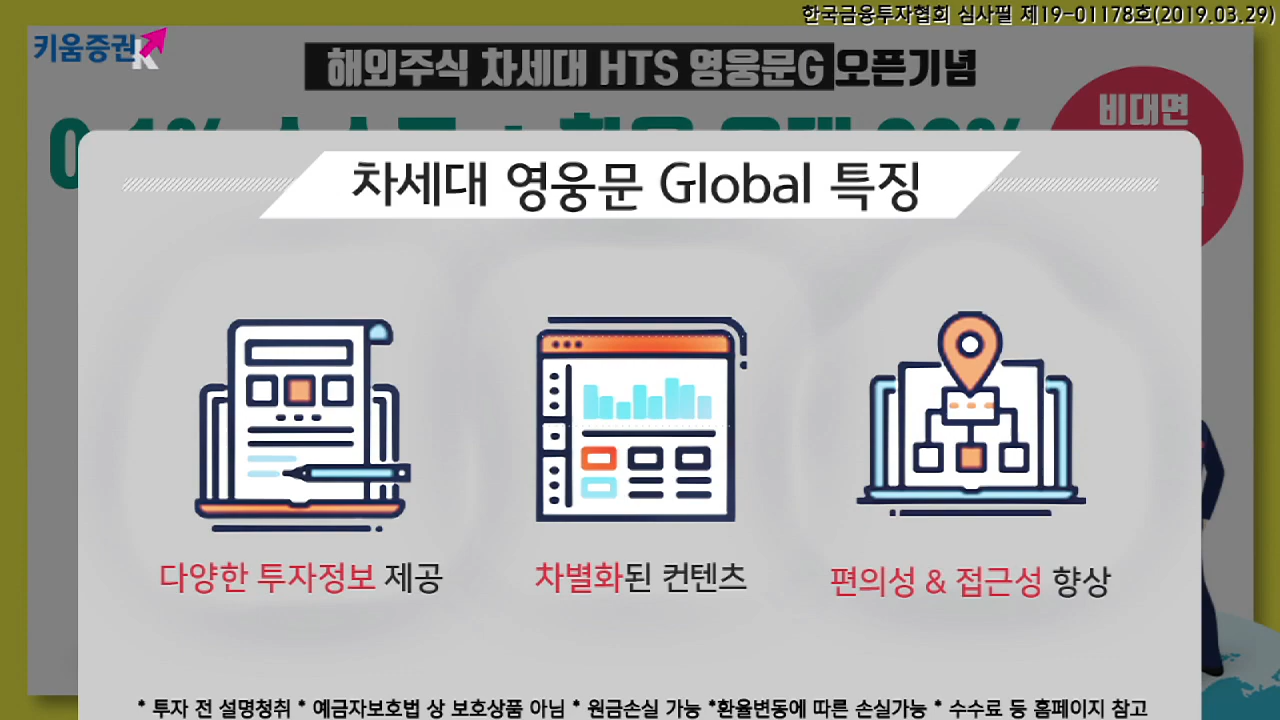 한국금융투자협회 심사필 제19-01178호(2019.03.29)
키움증권
해외주식 차세대 HTS 영웅문G 오픈기념
비대면
차세대 영웅문 Global 특징
다양한 투자정보 제공
차별화된 컨텐츠
편의성 & 접근성 향상
* 투자 전 설명청취 * 예금자보호법 상 보호상품 아님 * 원금손실 가능 *환율변동에 따른 손실가능 * 수수료 등 홈페이지 참고